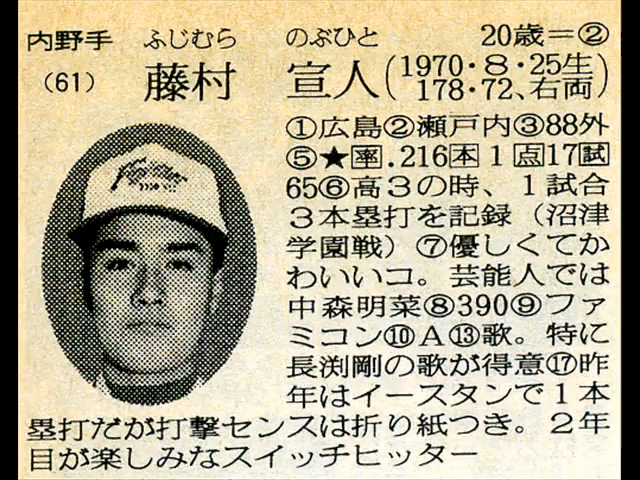 内野手 ふじむら のぶひと 20歳=②
(61) 藤村 宣人(1970・8・25生 178・72、右両)
①広島②瀬戸内③88外
⑤★率.216本1点17試
65⑥高3の時、1試合
3本塁打を記録(沼津
学園戦)⑦優しくてか
わいいコ。芸能人では
中森明菜⑧390⑨ファ
ミコン⑩A⑬歌。特に
長渕剛の歌が得意⑰昨
年はイースタンで1本
塁打だが打撃センスは折り紙つき。2年
目が楽しみなスイッチヒッター